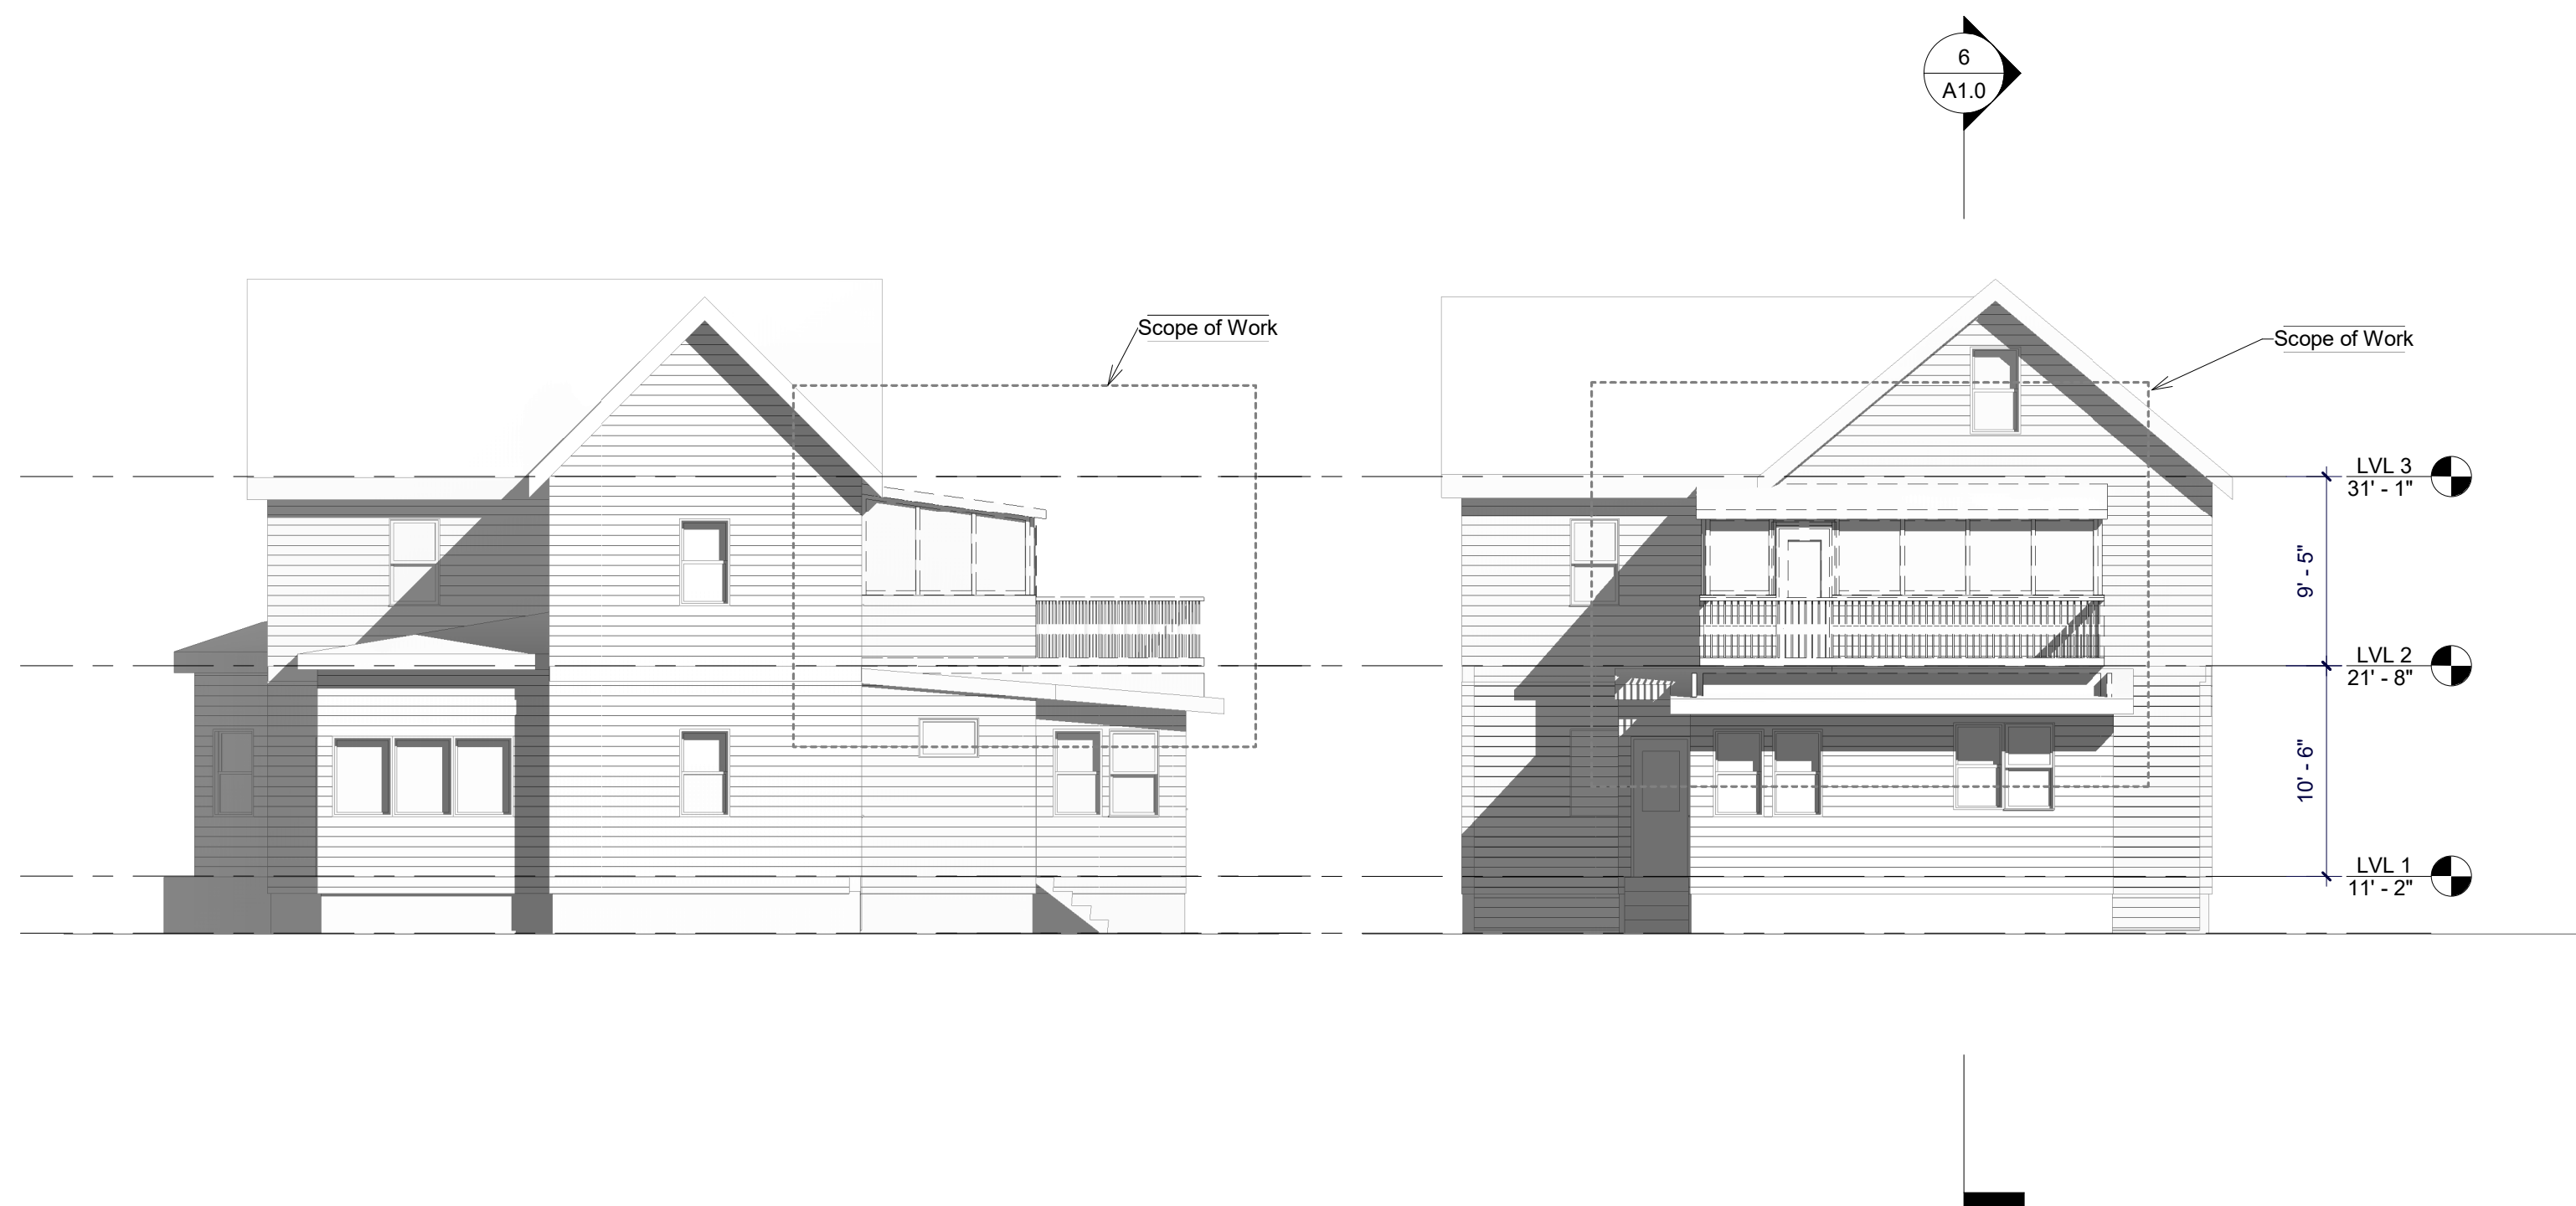 6
A1.0
Scope of Work
Scope of Work
LVL 3
31' - 1"
9' - 5"
LVL 2
21' - 8"
10' - 6"
LVL 1
11' - 2"